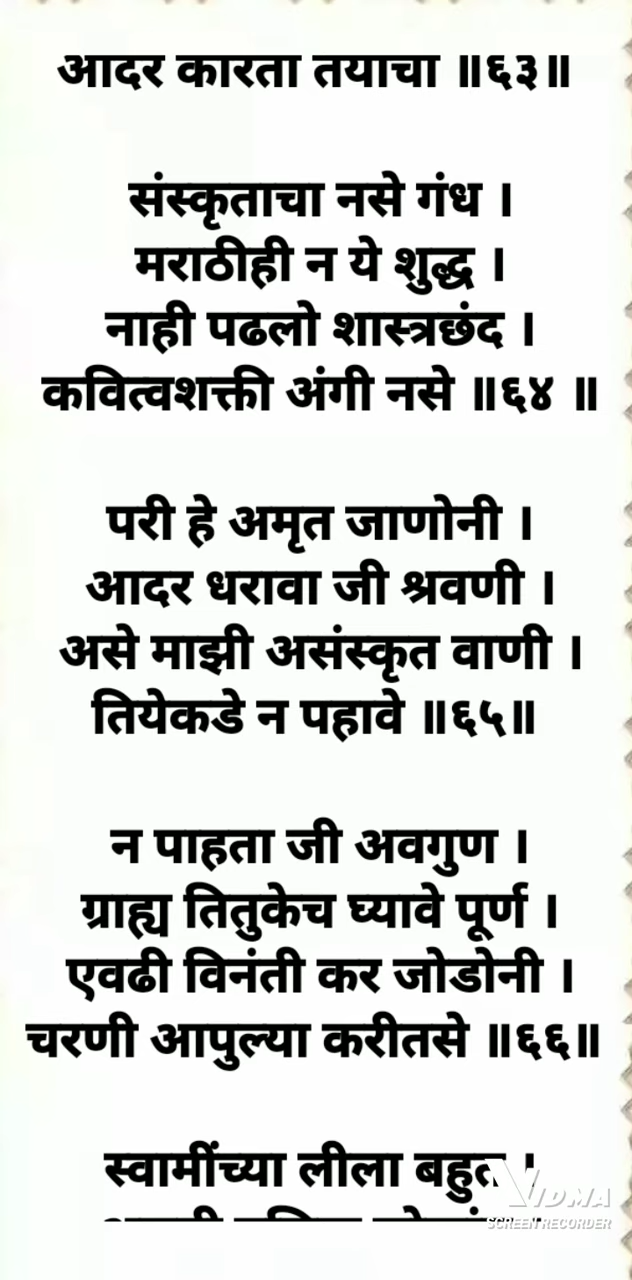 आदर कारता तयाचा ॥६३॥
संस्कृताचा नसे गंध ।
मराठीही न ये शुद्ध ।
नाही पढलो शास्त्रछंद ।
कवित्वशक्ती अंगी नसे ॥६४ ॥
परी हे अमृत जाणोनी ।
आदर धरावा जी श्रवणी ।
असे माझी असंस्कृत वाणी ।
तियेकडे न पहावे ॥६५॥
न पाहता जी अवगुण ।
ग्राह्य तितुकेच घ्यावे पूर्ण ।
एवढी विनंती कर जोडोनी ।
चरणी आपुल्या करीतसे ॥६६॥
स्वामींच्या लीला बहुत ।
VIDMA
SCREEN RECORDER